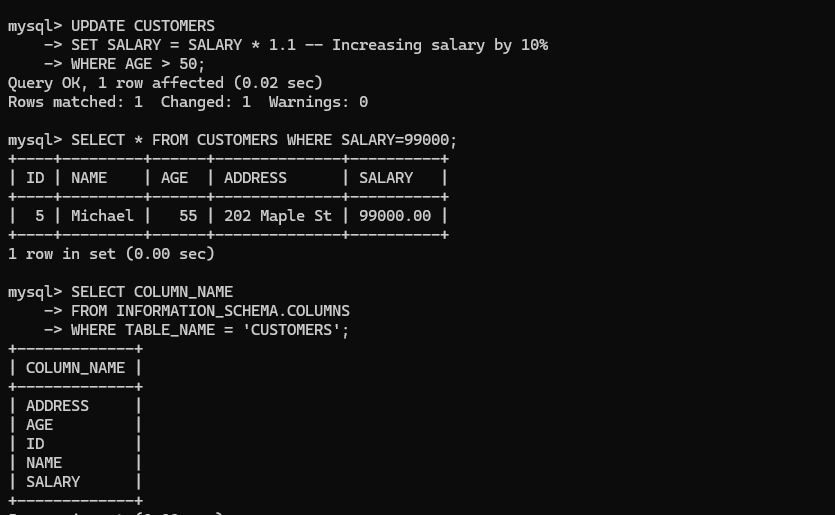 mysql> UPDATE CUSTOMERS
    -> SET SALARY = SALARY * 1.1 -- Increasing salary by 10%
    -> WHERE AGE > 50;
Query OK, 1 row affected (0.02 sec)
Rows matched: 1  Changed: 1  Warnings: 0
mysql> SELECT * FROM CUSTOMERS WHERE SALARY=99000;
+----+---------+------+--------------+----------+
| ID | NAME    | AGE  | ADDRESS      | SALARY   |
+----+---------+------+--------------+----------+
|  5 | Michael |   55 | 202 Maple St | 99000.00 |
+----+---------+------+--------------+----------+
1 row in set (0.00 sec)
mysql> SELECT COLUMN_NAME
    -> FROM INFORMATION_SCHEMA.COLUMNS
    -> WHERE TABLE_NAME = 'CUSTOMERS';
+-------------+
| COLUMN_NAME |
+-------------+
| ADDRESS     |
| AGE         |
| ID          |
| NAME        |
| SALARY      |
+-------------+